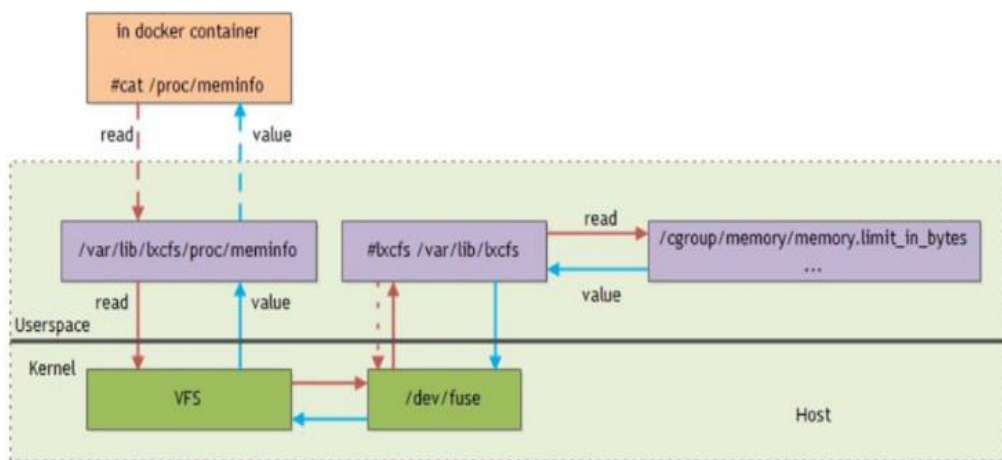 in docker container
#cat /proc/meminfo
read
value
/var/lib/lxcfs/proc/meminfo
#lxcfs /var/lib/lxcfs
read
/cgroup/memory/memory.limit_in_bytes
...
value
read
value
Userspace
Kernel
VFS
/dev/fuse
Host